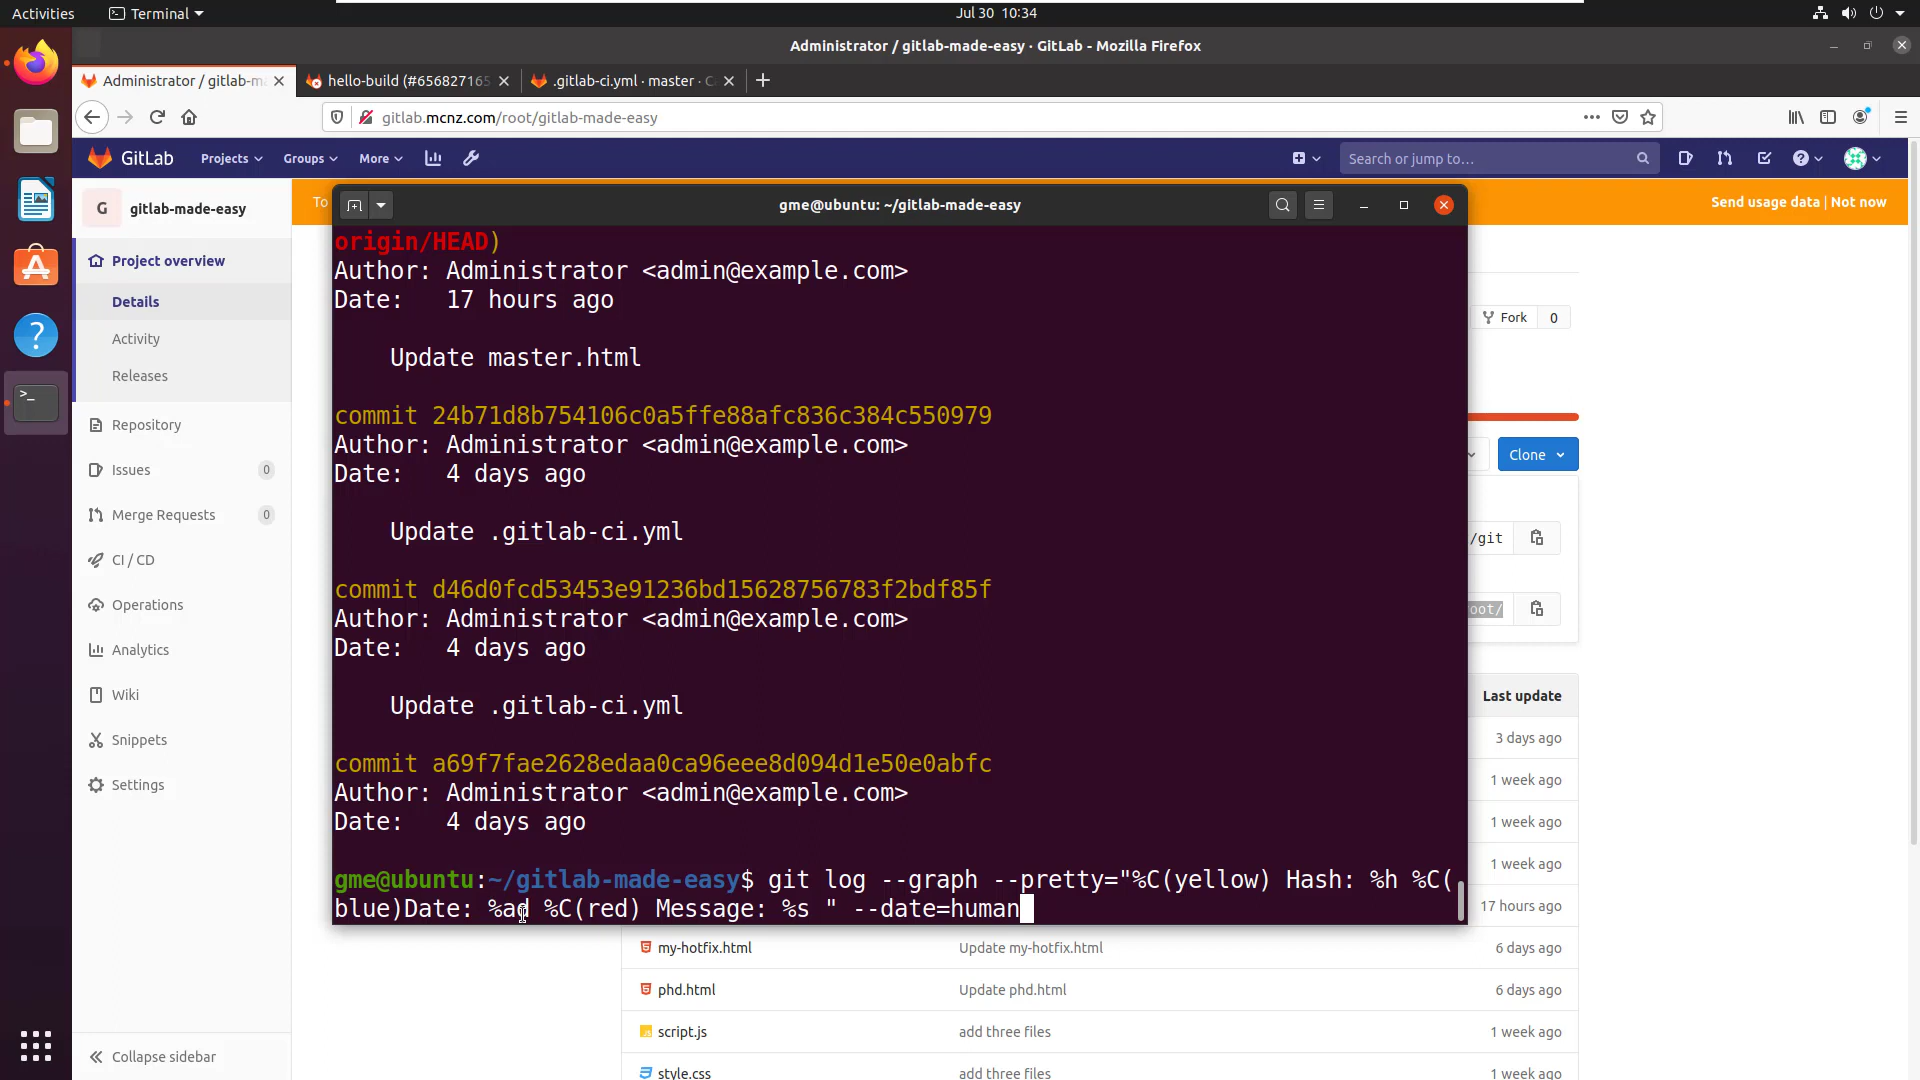 Activities
Terminal
Jul 30 10:34
Administrator / gitlab-made-easy · GitLab - Mozilla Firefox
Administrator / gitlab-m
hello-build (#65682716
.gitlab-ci.yml · master ·
gitlab.mcnz.com/root/gitlab-made-easy
GitLab
Projects
Groups
More
Search or jump to…
G
gitlab-made-easy
To
Send usage data | Not now
Project overview
Details
Activity
Releases
Repository
Issues
0
Merge Requests
0
CI / CD
Operations
Analytics
Wiki
Snippets
Settings
Collapse sidebar
gme@ubuntu: ~/gitlab-made-easy
origin/HEAD)
Author: Administrator <admin@example.com>
Date:   17 hours ago
Update master.html
commit 24b71d8b754106c0a5ffe88afc836c384c550979
Author: Administrator <admin@example.com>
Date:   4 days ago
Update .gitlab-ci.yml
commit d46d0fcd53453e91236bd15628756783f2bdf85f
Author: Administrator <admin@example.com>
Date:   4 days ago
Update .gitlab-ci.yml
commit a69f7fae2628edaa0ca96eee8d094d1e50e0abfc
Author: Administrator <admin@example.com>
Date:   4 days ago
gme@ubuntu:~/gitlab-made-easy$ git log --graph --pretty="%C(yellow) Hash: %h %C(
blue)Date: %ad %C(red) Message: %s " --date=human
Fork
0
Clone
/git
oot/
Last update
3 days ago
1 week ago
1 week ago
1 week ago
17 hours ago
my-hotfix.html Update my-hotfix.html 6 days ago
phd.html Update phd.html 6 days ago
script.js add three files 1 week ago
style.css add three files 1 week ago